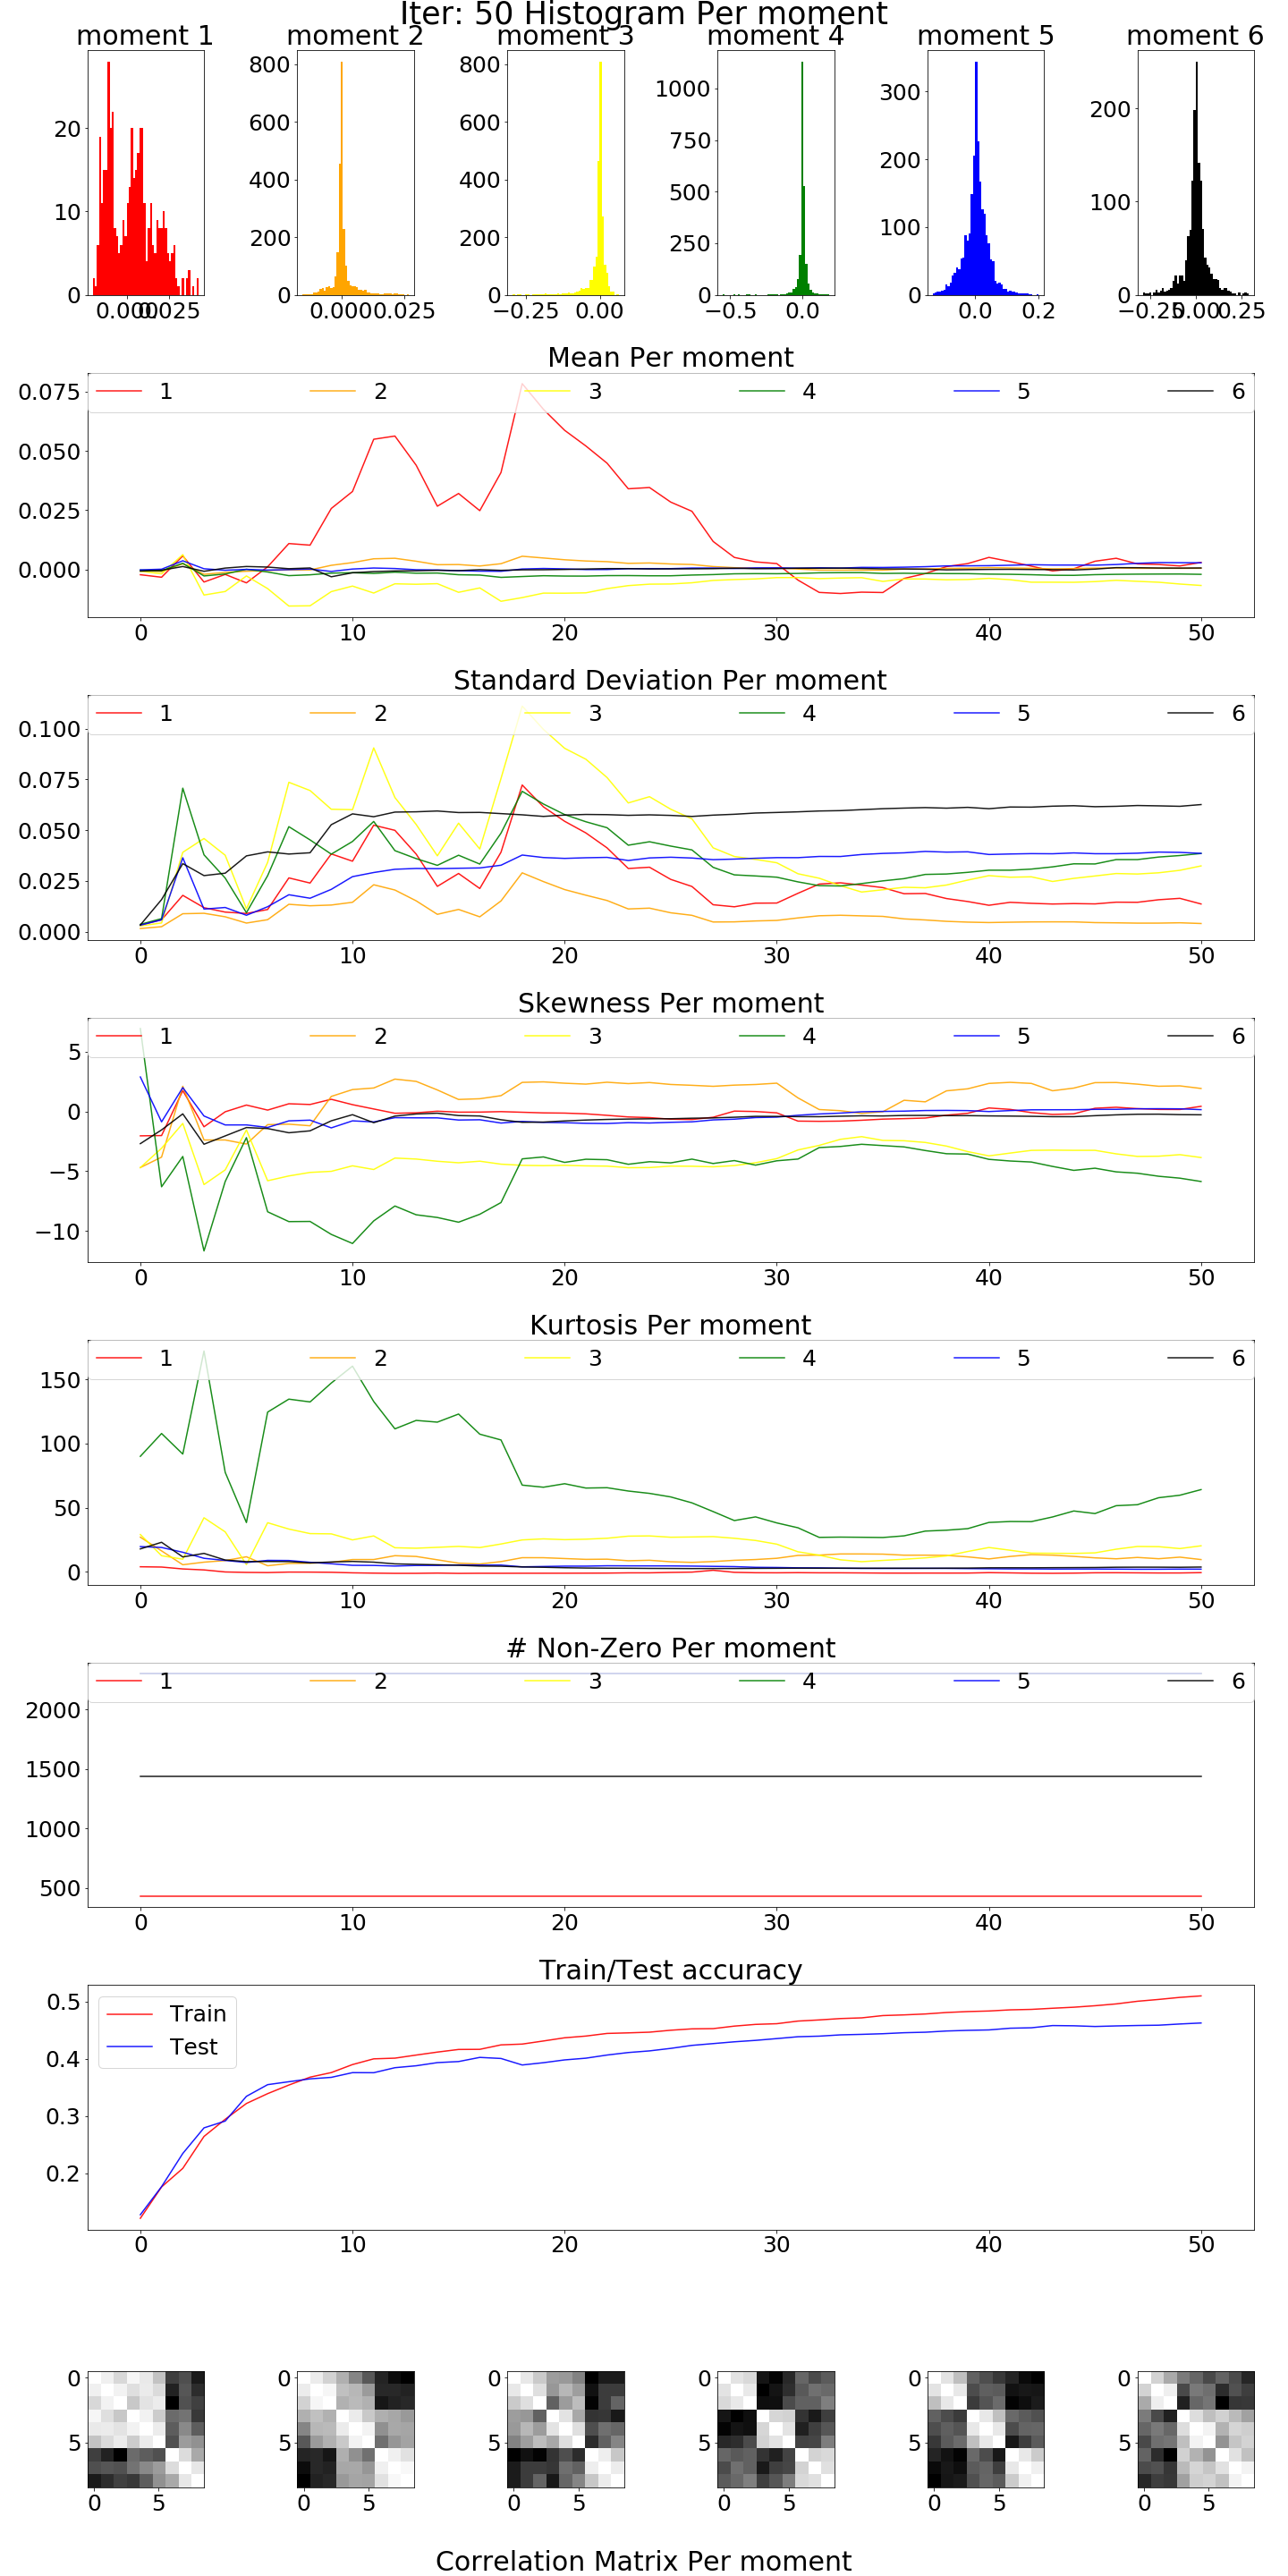 Iter: 50 Histogram Per moment
moment 1 moment 2 moment 3 moment 4 moment 5 moment 6
20
10
0
0.000 0.025
800
600
400
200
0
0.000 0.025
800
600
400
200
0
−0.25 0.00
1000
750
500
250
0
−0.5 0.0
300
200
100
0
0.0 0.2
200
100
0
−0.25 0.00 0.25
Mean Per moment
1 2 3 4 5 6
0.075
0.050
0.025
0.000
0 10 20 30 40 50
Standard Deviation Per moment
1 2 3 4 5 6
0.100
0.075
0.050
0.025
0.000
0 10 20 30 40 50
Skewness Per moment
1 2 3 4 5 6
5
0
−5
−10
0 10 20 30 40 50
Kurtosis Per moment
1 2 3 4 5 6
150
100
50
0
0 10 20 30 40 50
# Non-Zero Per moment
1 2 3 4 5 6
2000
1500
1000
500
0 10 20 30 40 50
Train/Test accuracy
Train
Test
0.5
0.4
0.3
0.2
0 10 20 30 40 50
0 0 0 0 0 0
5 5 5 5 5 5
0 5 0 5 0 5 0 5 0 5 0 5
Correlation Matrix Per moment